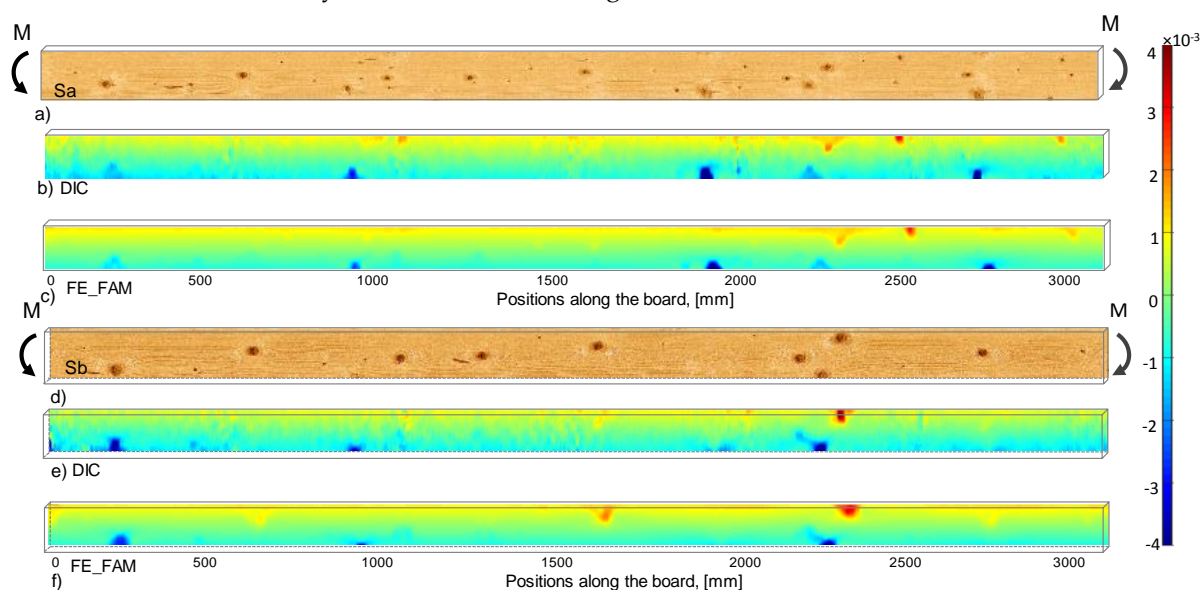 M M
×10-3
4
Sa
a)
3
b) DIC
2
1
0 500 1000 1500 2000 2500 3000
c) FE_FAM
Positions along the board, [mm]
0
M M
Sb
-1
d)
-2
e) DIC
-3
-4
0 500 1000 1500 2000 2500 3000
FE_FAM
f)
Positions along the board, [mm]